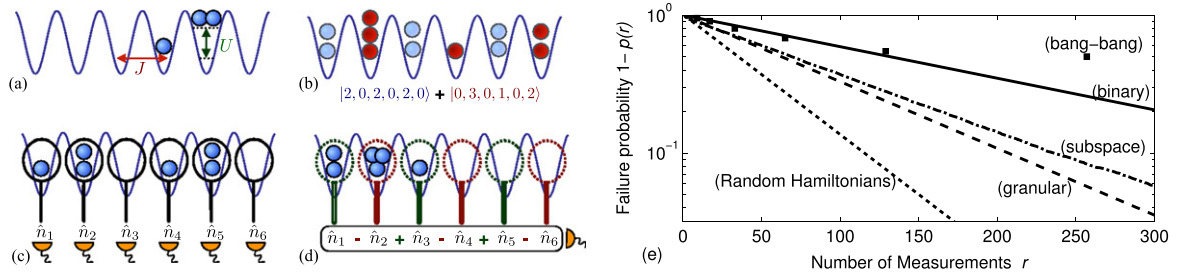 J
U
(a)
(b)
|2, 0, 2, 0, 2, 0⟩ + |0, 3, 0, 1, 0, 2⟩
n̂₁ n̂₂ n̂₃ n̂₄ n̂₅ n̂₆
(c)
n̂₁ - n̂₂ + n̂₃ - n̂₄ + n̂₅ - n̂₆
(d)
Failure probability 1− p(r)
10⁰
10⁻¹
(bang−bang)
(binary)
(subspace)
(Random Hamiltonians)
(granular)
0 50 100 150 200 250 300
(e)
Number of Measurements r